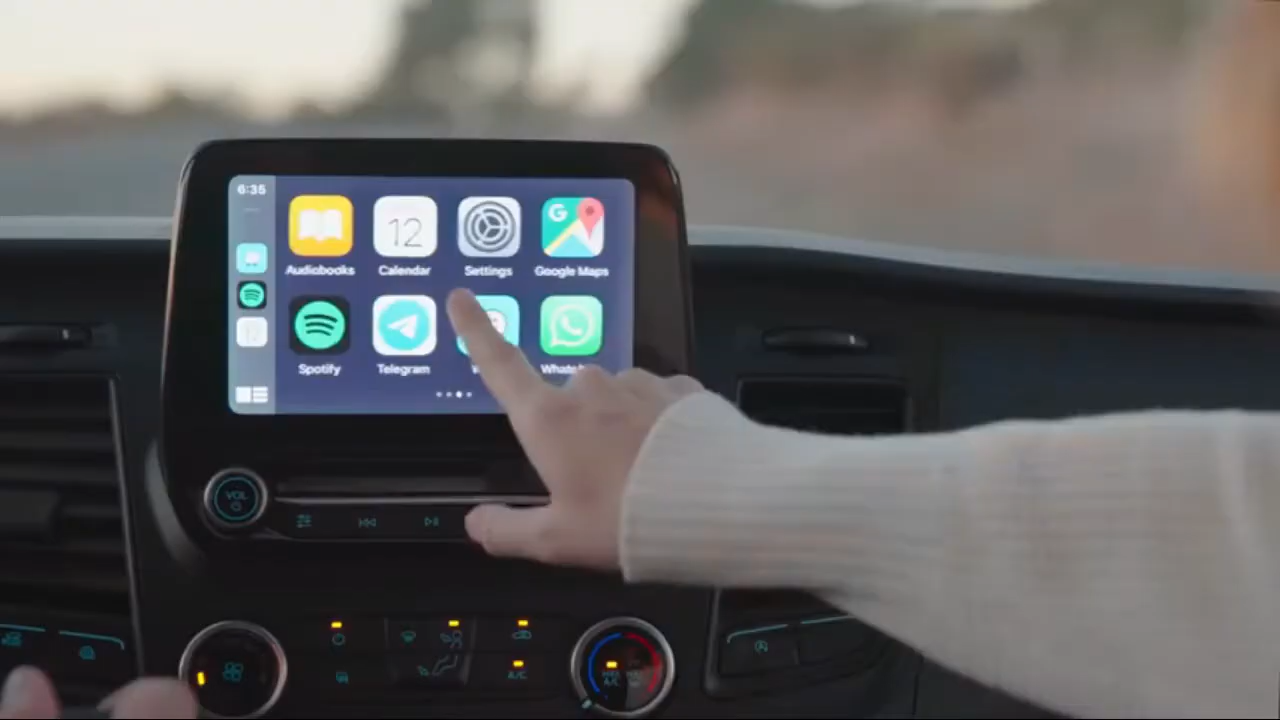 6:35
12
G
Audiobooks
Calendar
Settings
Google Maps
Spotify
Telegram
VOL
A/C
A/C